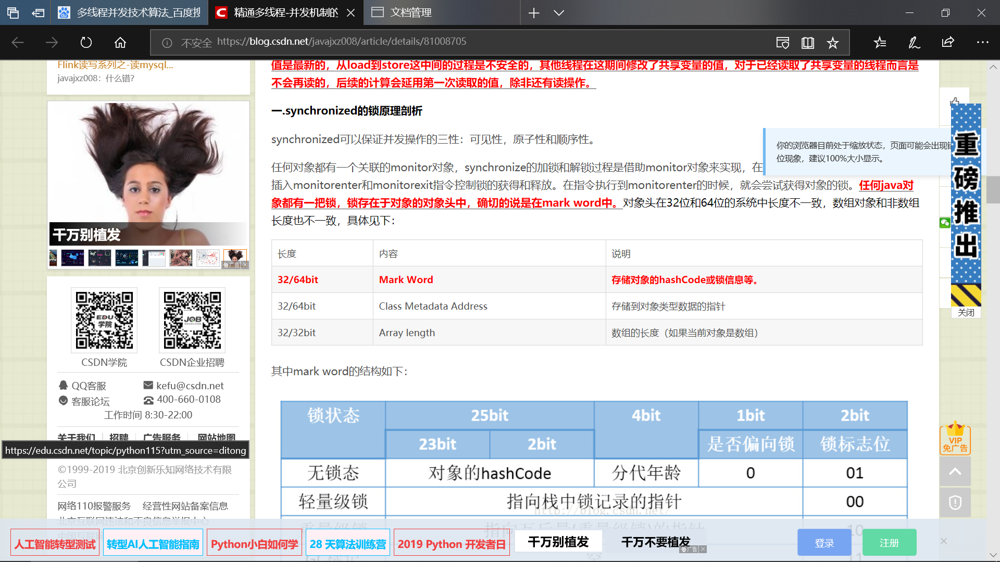 多线程并发技术算法_百度搜
精通多线程-并发机制的
文档管理
不安全 https://blog.csdn.net/javajxz008/article/details/81008705
Flink读写系列之-读mysql...
javajxz008：什么错?
千万别植发
广告
EDU
学院
JOB
CSDN学院
CSDN企业招聘
QQ客服
kefu@csdn.net
客服论坛
400-660-0108
工作时间 8:30-22:00
关于我们
招聘
广告服务
网站地图
https://edu.csdn.net/topic/python115?utm_source=ditong
©1999-2019 北京创新乐知网络技术有限
公司
网络110报警服务
经营性网站备案信息
北京互联网违法和不良信息举报中心
中国互联网
值是最新的，从load到store这中间的过程是不安全的，其他线程在这期间修改了共享变量的值，对于已经读取了共享变量的线程而言是
不会再读的，后续的计算会延用第一次读取的值，除非还有读操作。
一.synchronized的锁原理剖析
synchronized可以保证并发操作的三性：可见性，原子性和顺序性。
任何对象都有一个关联的monitor对象，synchronize的加锁和解锁过程是借助monitor对象来实现，在
插入monitorenter和monitorexit指令控制锁的获得和释放。在指令执行到monitorenter的时候，就会尝试获得对象的锁。任何java对
象都有一把锁，锁存在于对象的对象头中，确切的说是在mark word中。对象头在32位和64位的系统中长度不一致，数组对象和非数组
长度也不一致，具体见下：
长度 内容 说明
32/64bit Mark Word 存储对象的hashCode或锁信息等。
32/64bit Class Metadata Address 存储到对象类型数据的指针
32/32bit Array length 数组的长度（如果当前对象是数组）
其中mark word的结构如下：
锁状态 25bit 4bit 1bit 2bit
23bit 2bit 是否偏向锁 锁标志位
无锁态 对象的hashCode 分代年龄 0 01
轻量级锁 指向栈中锁记录的指针 00
http://blog.csdn.net/
重量级锁 指向互斥量(重量级锁)的指针 10
GC标记 空 11
你的浏览器目前处于缩放状态，页面可能会出现错
位现象，建议100%大小显示。
重
磅
推
出
关闭
VIP
免广告
人工智能转型测试
转型AI人工智能指南
Python小白如何学
28 天算法训练营
2019 Python 开发者日
千万别植发
千万不要植发
广告
登录
注册